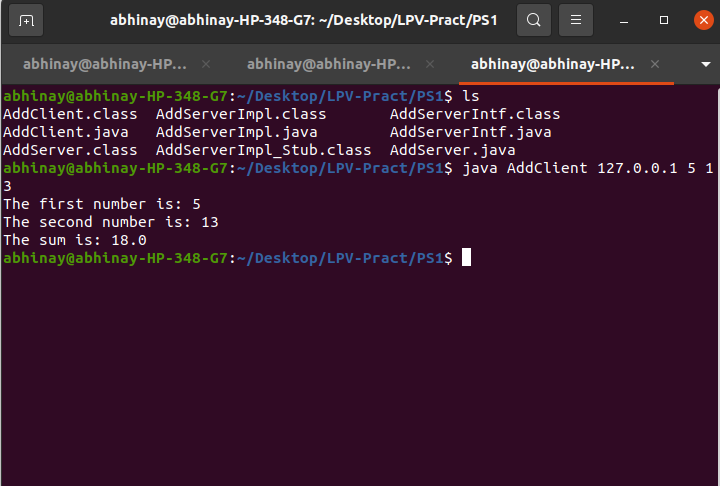 abhinay@abhinay-HP-348-G7: ~/Desktop/LPV-Pract/PS1
abhinay@abhinay-HP... abhinay@abhinay-HP... abhinay@abhinay-HP...
abhinay@abhinay-HP-348-G7:~/Desktop/LPV-Pract/PS1$ ls
AddClient.class  AddServerImpl.class       AddServerIntf.class
AddClient.java   AddServerImpl.java        AddServerIntf.java
AddServer.class  AddServerImpl_Stub.class  AddServer.java
abhinay@abhinay-HP-348-G7:~/Desktop/LPV-Pract/PS1$ java AddClient 127.0.0.1 5 1
3
The first number is: 5
The second number is: 13
The sum is: 18.0
abhinay@abhinay-HP-348-G7:~/Desktop/LPV-Pract/PS1$